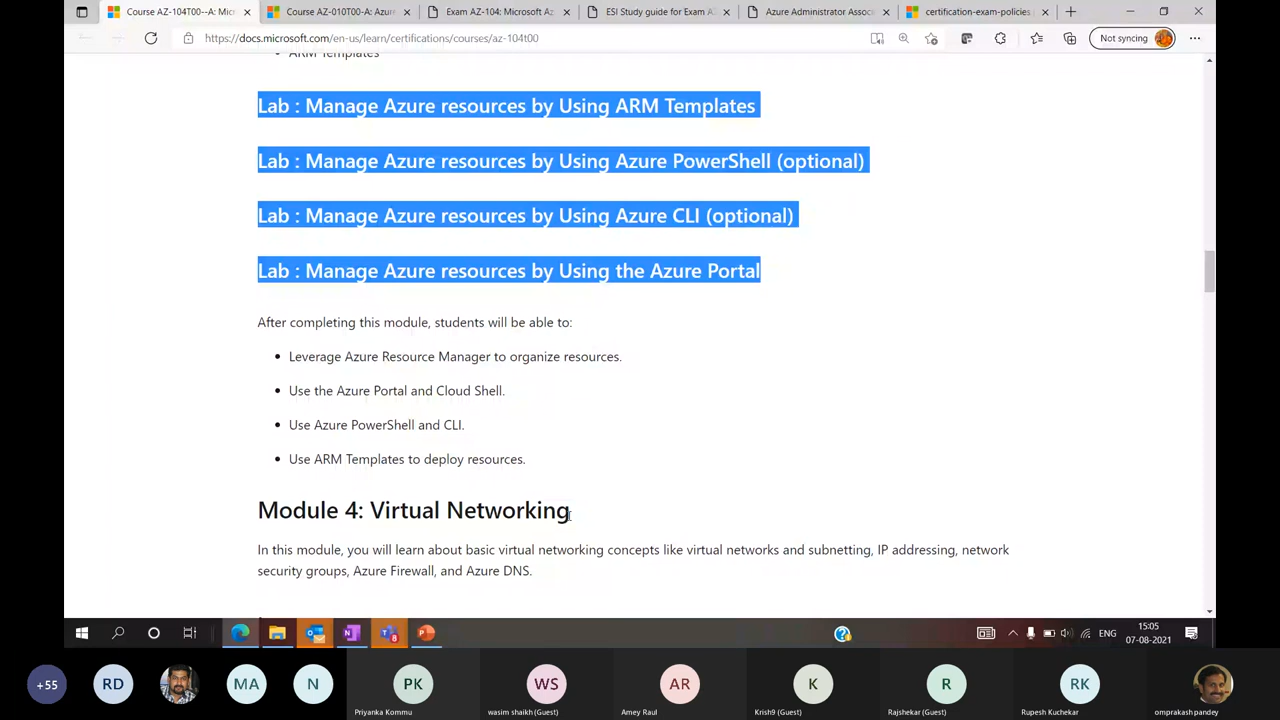 Course AZ-104T00--A: Mic
Course AZ-010T00-A: Azure
Exam AZ-104: Microsoft Az
ESI Study guide for Exam A
Azure Administrator Assoc
certification-exam-policies
https://docs.microsoft.com/en-us/learn/certifications/courses/az-104t00
Not syncing
ARM Templates
Lab : Manage Azure resources by Using ARM Templates
Lab : Manage Azure resources by Using Azure PowerShell (optional)
Lab : Manage Azure resources by Using Azure CLI (optional)
Lab : Manage Azure resources by Using the Azure Portal
After completing this module, students will be able to:
Leverage Azure Resource Manager to organize resources.
Use the Azure Portal and Cloud Shell.
Use Azure PowerShell and CLI.
Use ARM Templates to deploy resources.
Module 4: Virtual Networking
In this module, you will learn about basic virtual networking concepts like virtual networks and subnetting, IP addressing, network
security groups, Azure Firewall, and Azure DNS.
ENG
15:05
07-08-2021
+55
RD
MA
N
PK
WS
AR
K
R
RK
Priyanka Kommu
wasim shaikh (Guest)
Amey Raul
Krish9 (Guest)
Rajshekar (Guest)
Rupesh Kuchekar
omprakash pandey